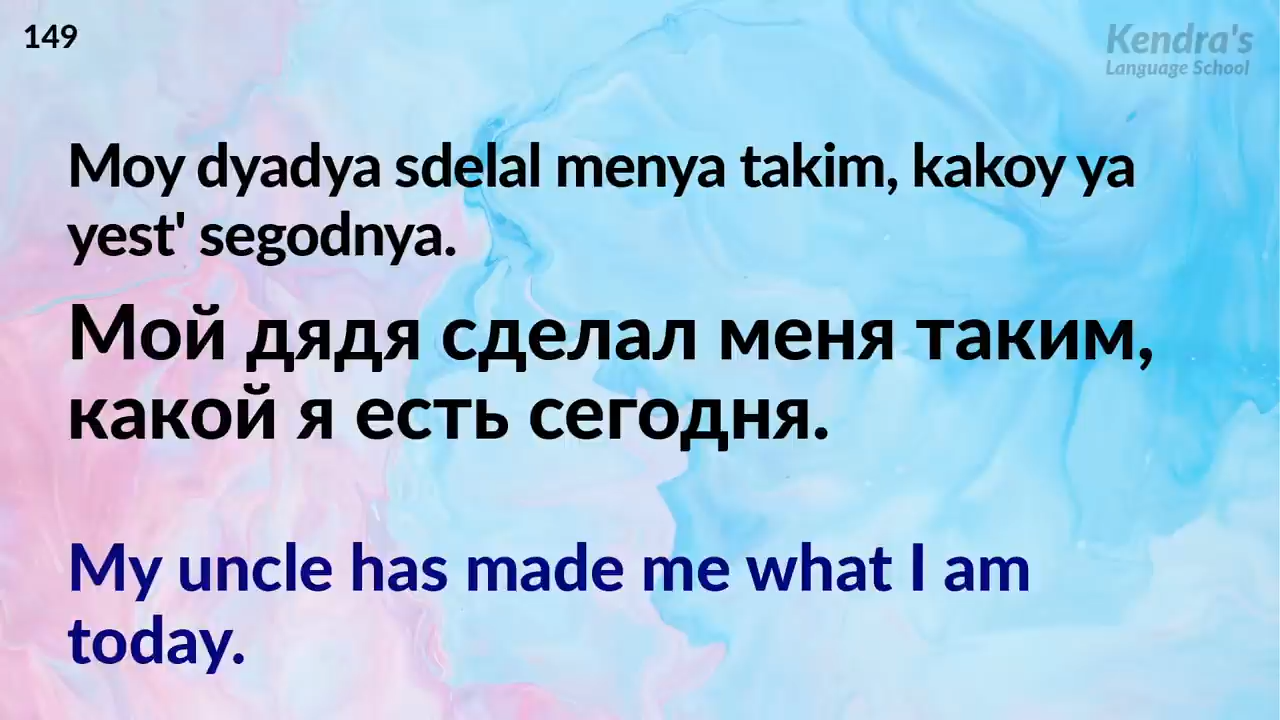 149
Kendra's
Language School
Moy dyadya sdelal menya takim, kakoy ya
yest' segodnya.
Мой дядя сделал меня таким,
какой я есть сегодня.
My uncle has made me what I am
today.